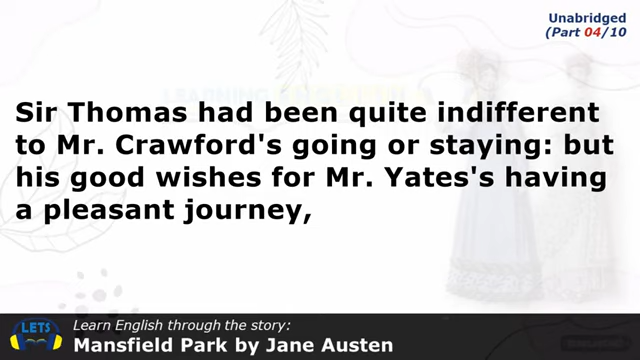 Unabridged
(Part 04/10
Sir Thomas had been quite indifferent
to Mr. Crawford's going or staying: but
his good wishes for Mr. Yates's having
a pleasant journey,
LETS
Learn English through the story:
Mansfield Park by Jane Austen